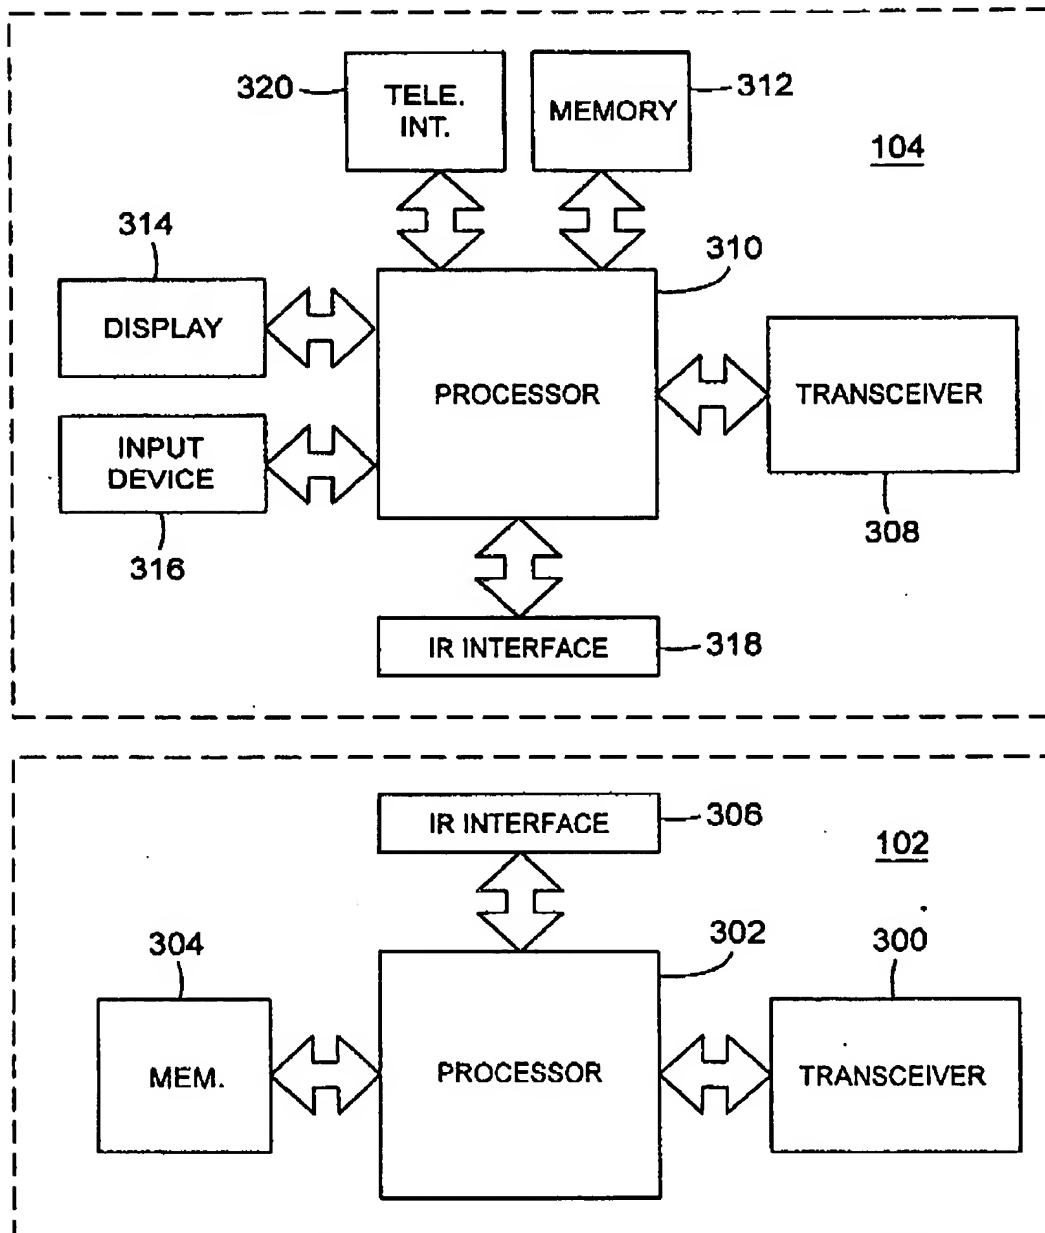 320
TELE.
INT.
MEMORY
312
104
314
310
DISPLAY
PROCESSOR
TRANSCEIVER
INPUT
DEVICE
316
308
IR INTERFACE
318
IR INTERFACE
306
102
304
302
300
MEM.
PROCESSOR
TRANSCEIVER